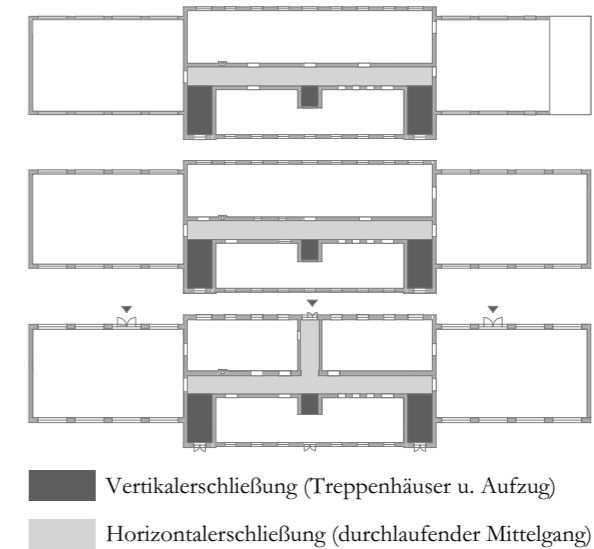 Vertikalerschließung (Treppenhäuser u. Aufzug)
Horizontalerschließung (durchlaufender Mittelgang)